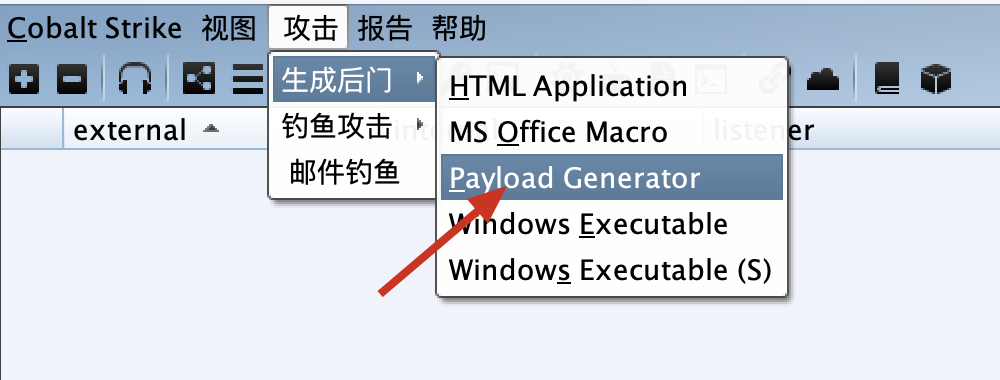 Cobalt Strike 视图 攻击 报告 帮助
生成后门
钓鱼攻击
邮件钓鱼
HTML Application
MS Office Macro
Payload Generator
Windows Executable
Windows Executable (S)
external listener